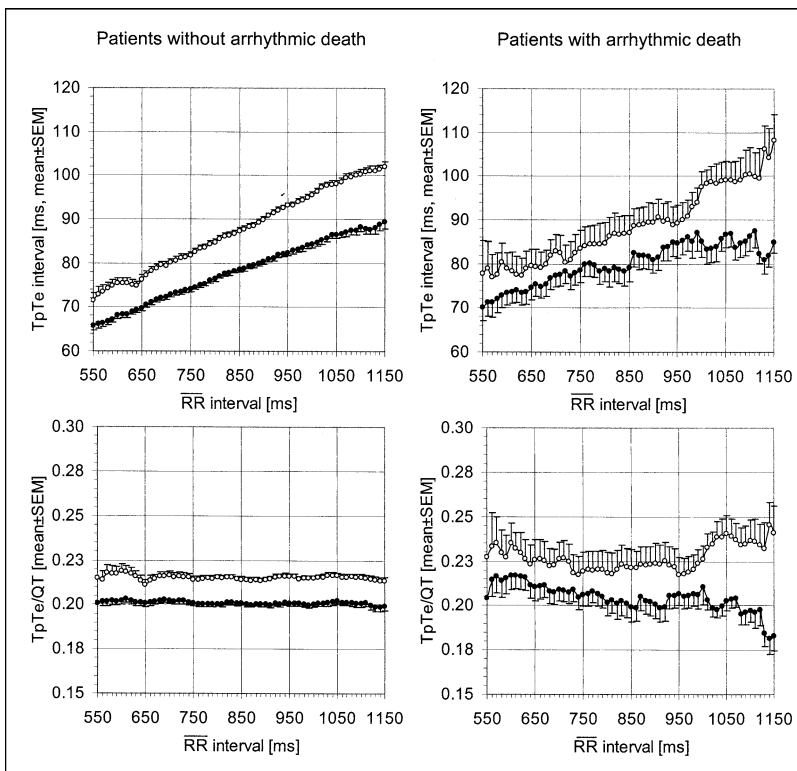 Patients without arrhythmic death
Patients with arrhythmic death
TpTe interval [ms, mean±SEM]
120
110
100
90
80
70
60
550 650 750 850 950 1050 1150
RR interval [ms]
TpTe interval [ms, mean±SEM]
120
110
100
90
80
70
60
550 650 750 850 950 1050 1150
RR interval [ms]
TpTe/QT [mean±SEM]
0.30
0.28
0.25
0.23
0.20
0.18
0.15
550 650 750 850 950 1050 1150
RR interval [ms]
TpTe/QT [mean±SEM]
0.30
0.28
0.25
0.23
0.20
0.18
0.15
550 650 750 850 950 1050 1150
RR interval [ms]